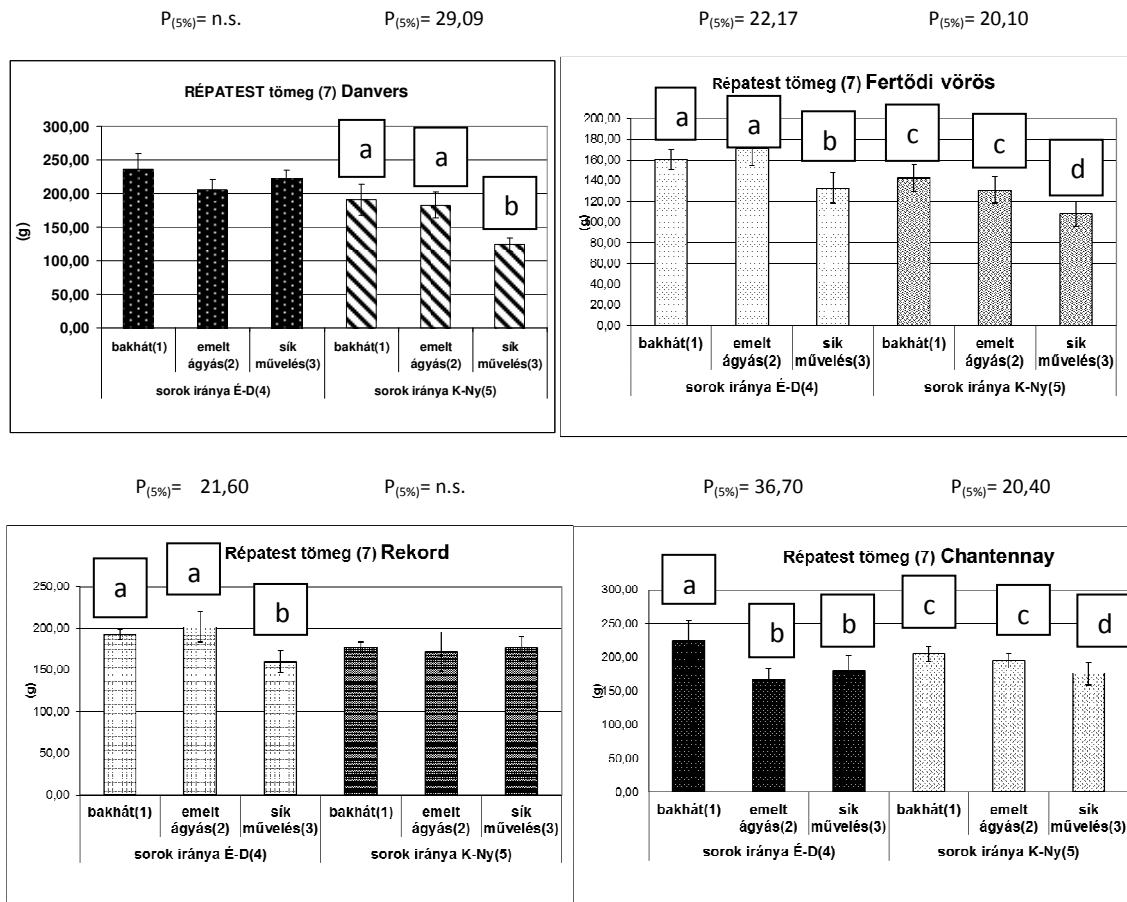 P(5%)= n.s. P(5%)= 29,09 P(5%)= 22,17 P(5%)= 20,10
RÉPATEST tömeg (7) Danvers
300,00
250,00
200,00
150,00
100,00
50,00
0,00
(g)
a a b
bakhát(1) emelt ágyás(2) sík művelés(3) bakhát(1) emelt ágyás(2) sík művelés(3)
sorok iránya É-D(4) sorok iránya K-Ny(5)
Répatest tömeg (7) Fertődi vörös
200,00
180,00
160,00
140,00
120,00
100,00
80,00
60,00
40,00
20,00
0,00
(g)
a a b c c d
bakhát(1) emelt ágyás(2) sík művelés(3) bakhát(1) emelt ágyás(2) sík művelés(3)
sorok iránya É-D(4) sorok iránya K-Ny(5)
P(5%)= 21,60 P(5%)= n.s. P(5%)= 36,70 P(5%)= 20,40
Répatest tömeg (7) Rekord
250,00
200,00
150,00
100,00
50,00
0,00
(g)
a a b
bakhát(1) emelt ágyás(2) sík művelés(3) bakhát(1) emelt ágyás(2) sík művelés(3)
sorok iránya É-D(4) sorok iránya K-Ny(5)
Répatest tömeg (7) Chantennay
300,00
250,00
200,00
150,00
100,00
50,00
0,00
(g)
a b b c c d
bakhát(1) emelt ágyás(2) sík művelés(3) bakhát(1) emelt ágyás(2) sík művelés(3)
sorok iránya É-D(4) sorok iránya K-Ny(5)